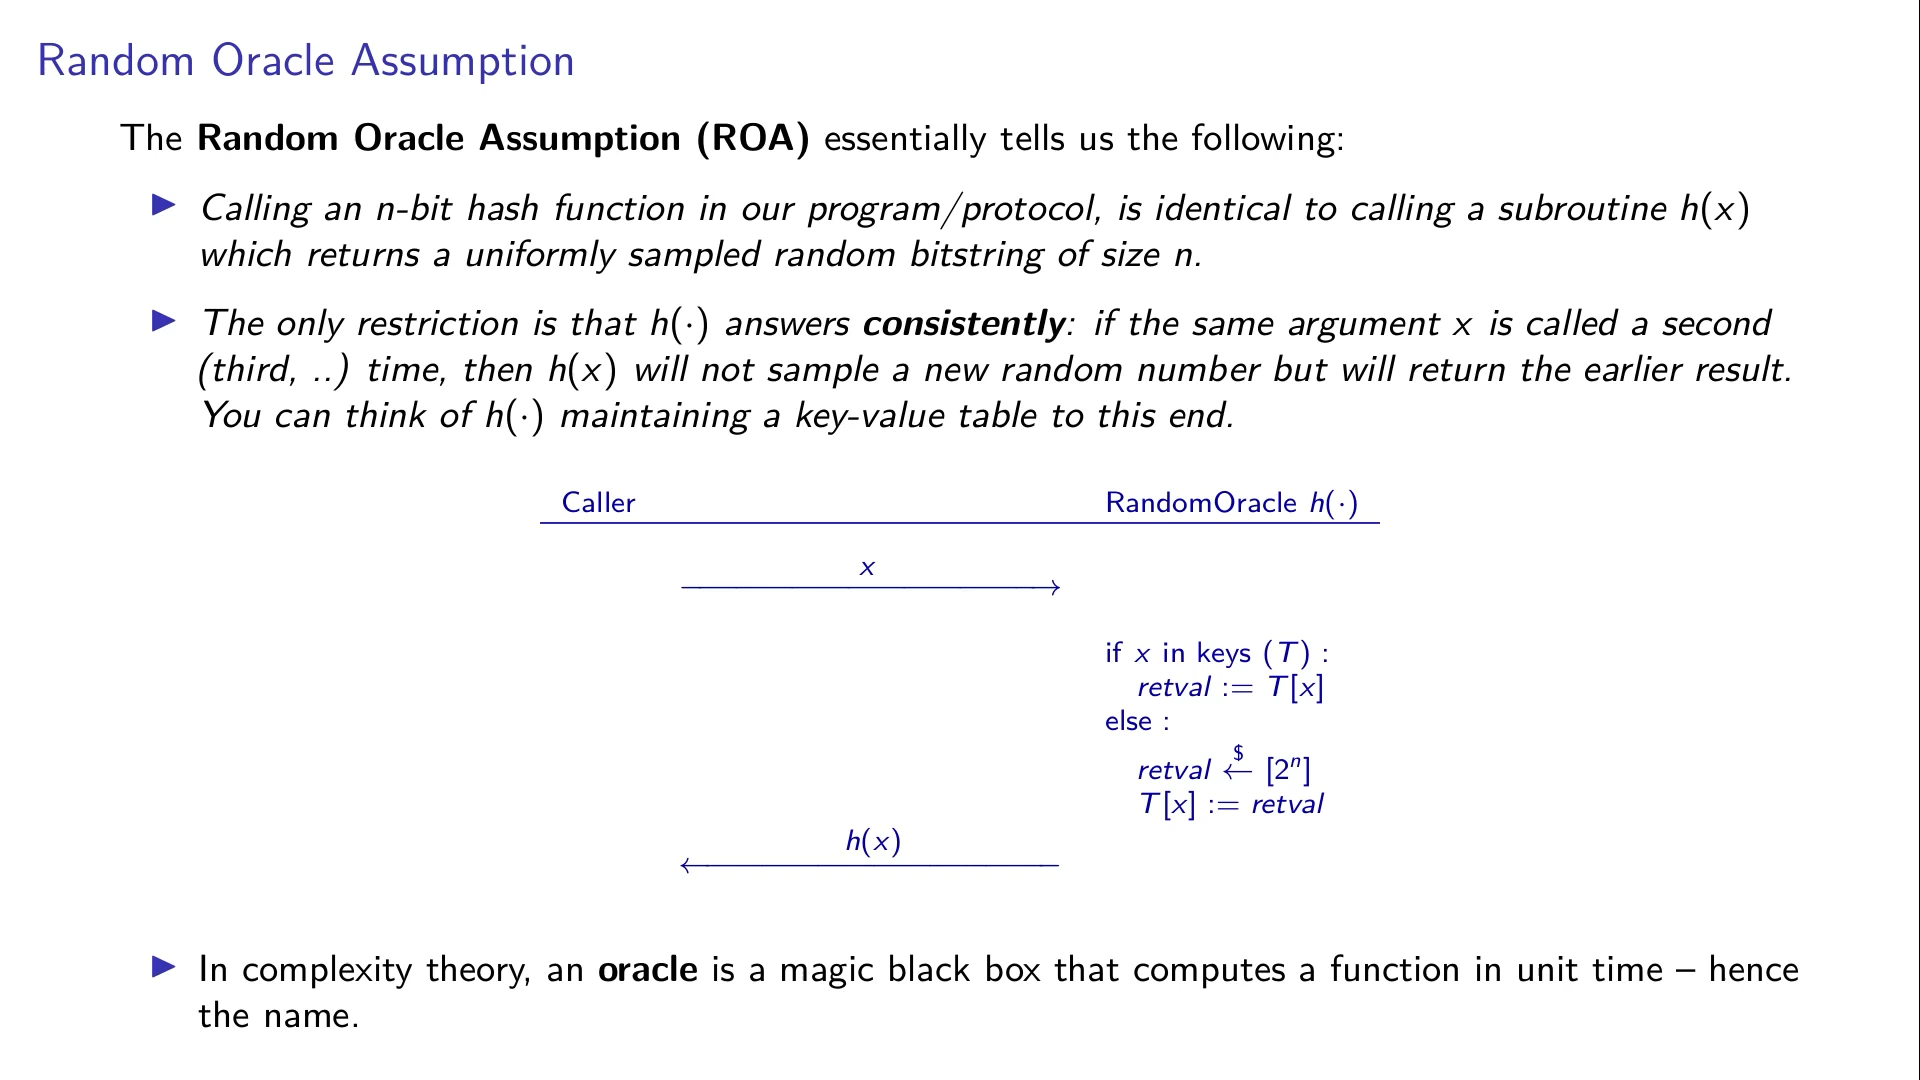 Random Oracle Assumption
The Random Oracle Assumption (ROA) essentially tells us the following:
▶ Calling an n-bit hash function in our program/protocol, is identical to calling a subroutine h(x)
which returns a uniformly sampled random bitstring of size n.
▶ The only restriction is that h(·) answers consistently: if the same argument x is called a second
(third, ..) time, then h(x) will not sample a new random number but will return the earlier result.
You can think of h(·) maintaining a key-value table to this end.
Caller RandomOracle h(·)
x
if x in keys (T) :
retval := T[x]
else :
retval ←$ [2^n]
T[x] := retval
h(x)
▶ In complexity theory, an oracle is a magic black box that computes a function in unit time – hence
the name.